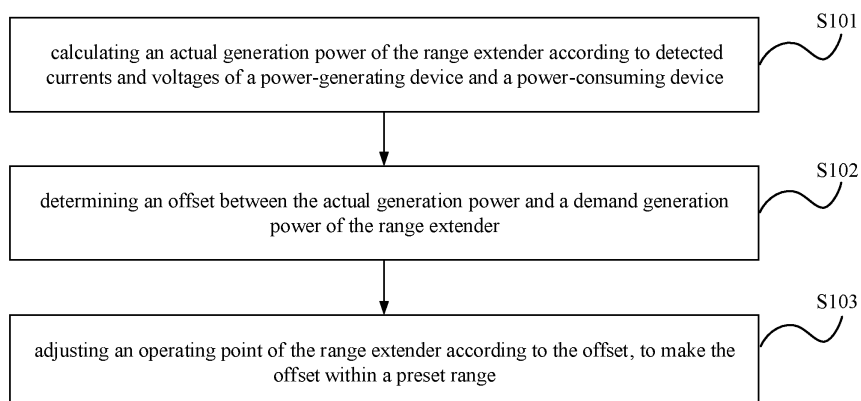 S101
calculating an actual generation power of the range extender according to detected
currents and voltages of a power-generating device and a power-consuming device
S102
determining an offset between the actual generation power and a demand generation
power of the range extender
S103
adjusting an operating point of the range extender according to the offset, to make the
offset within a preset range